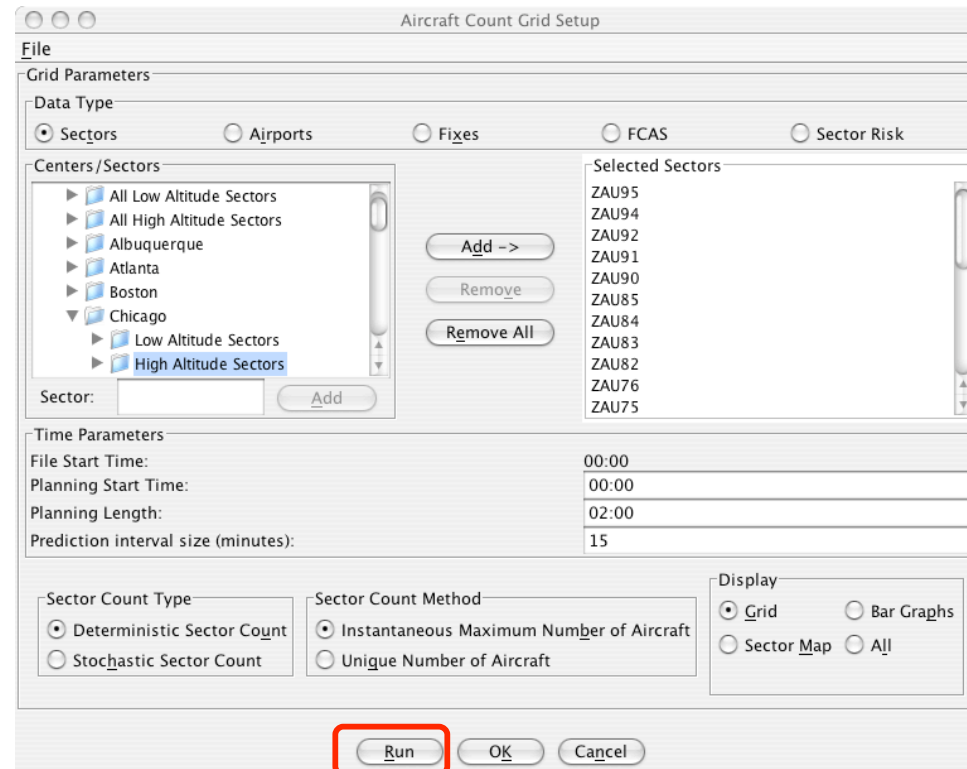 Aircraft Count Grid Setup
File
Grid Parameters
Data Type
Sectors Airports Fixes FCAS Sector Risk
Centers/Sectors
All Low Altitude Sectors
All High Altitude Sectors
Albuquerque
Atlanta
Boston
Chicago
Low Altitude Sectors
High Altitude Sectors
Sector: Add
Add ->
Remove
Remove All
Selected Sectors
ZAU95
ZAU94
ZAU92
ZAU91
ZAU90
ZAU85
ZAU84
ZAU83
ZAU82
ZAU76
ZAU75
Time Parameters
File Start Time: 00:00
Planning Start Time: 00:00
Planning Length: 02:00
Prediction interval size (minutes): 15
Sector Count Type
Deterministic Sector Count
Stochastic Sector Count
Sector Count Method
Instantaneous Maximum Number of Aircraft
Unique Number of Aircraft
Display
Grid Bar Graphs
Sector Map All
Run OK Cancel